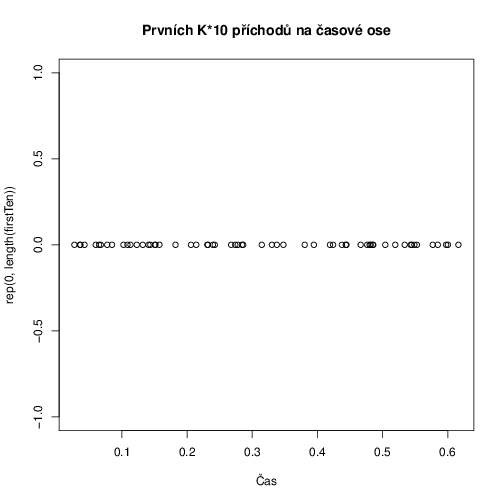 Prvních K*10 příchodů na časové ose
rep(0, length(firstTen))
1.0
0.5
0.0
−0.5
−1.0
0.1 0.2 0.3 0.4 0.5 0.6
Čas